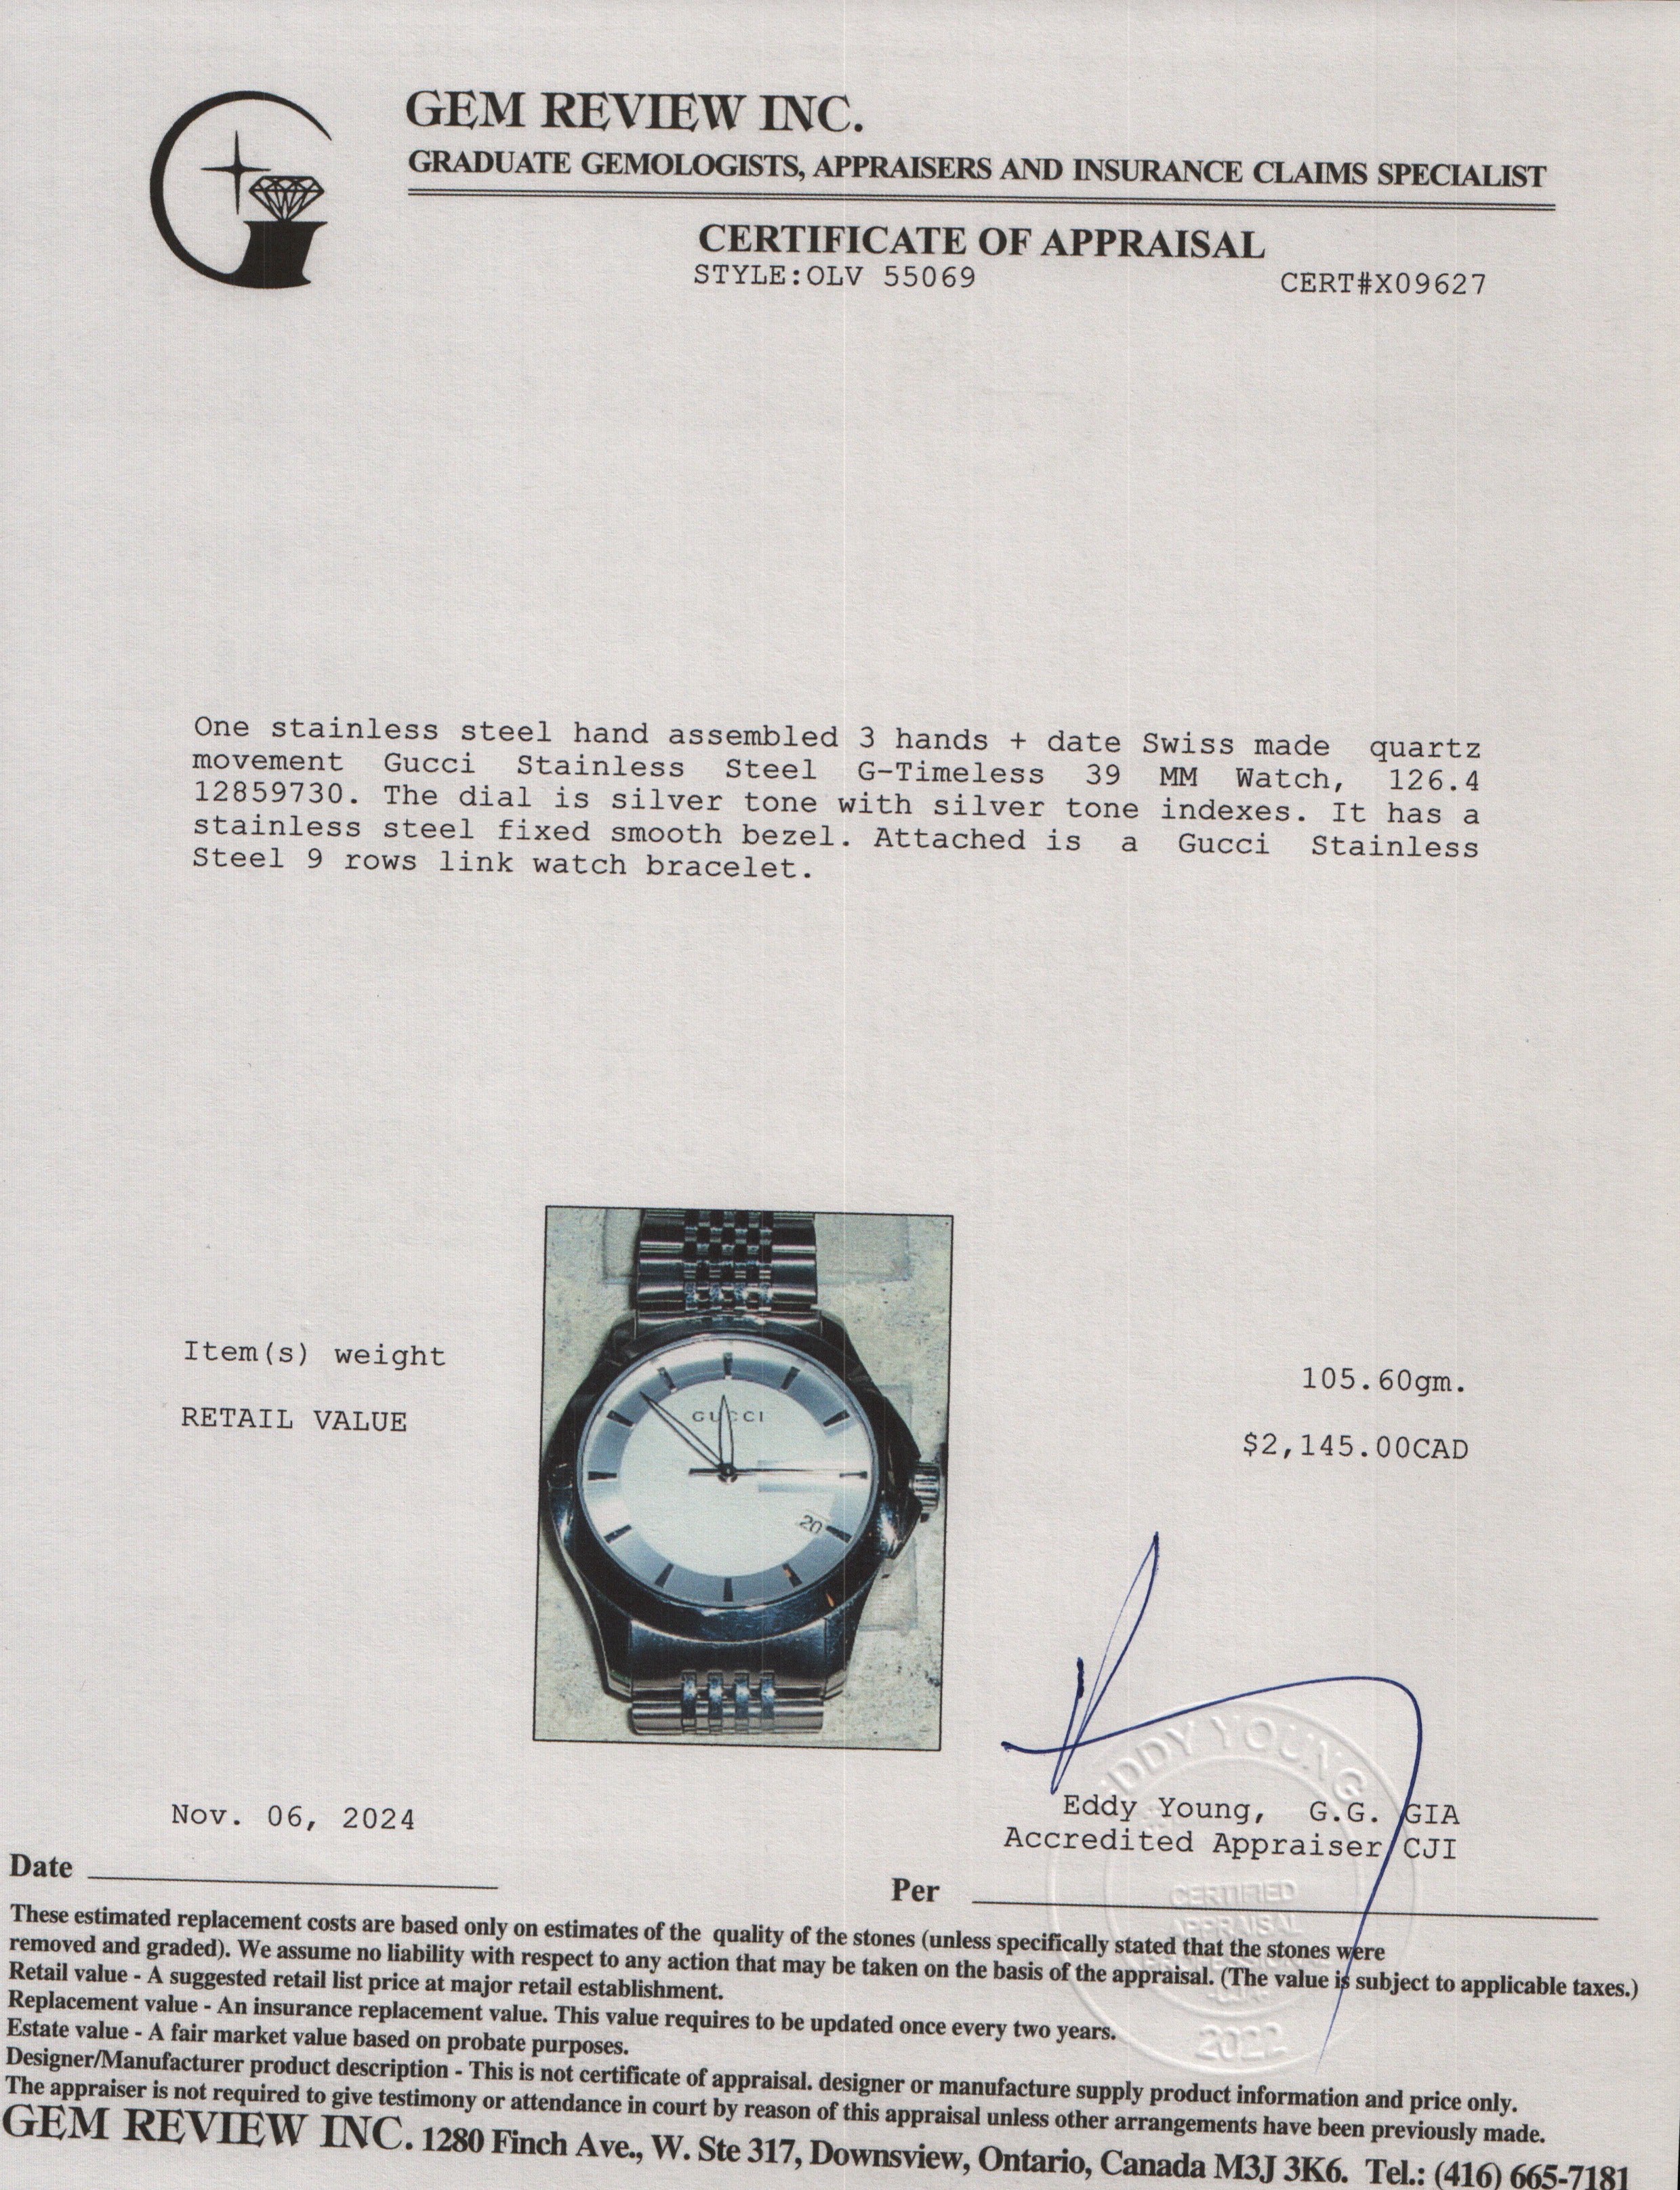 GEM REVIEW INC.
GRADUATE GEMOLOGISTS, APPRAISERS AND INSURANCE CLAIMS SPECIALIST
CERTIFICATE OF APPRAISAL
STYLE:OLV 55069
CERT#X09627
One stainless steel hand assembled 3 hands + date Swiss made quartz
movement Gucci Stainless Steel G-Timeless 39 MM Watch, 126.4
12859730. The dial is silver tone with silver tone indexes. It has a
stainless steel fixed smooth bezel. Attached is a Gucci Stainless
Steel 9 rows link watch bracelet.
GUCCI
20
Item(s) weight 105.60gm.
RETAIL VALUE $2,145.00CAD
EDDY YOUNG
Nov. 06, 2024
Eddy Young, G.G. GIA
Accredited Appraiser CJI
Date
Per
CERTIFIED
APPRAISAL
2022
These estimated replacement costs are based only on estimates of the quality of the stones (unless specifically stated that the stones were
removed and graded). We assume no liability with respect to any action that may be taken on the basis of the appraisal. (The value is subject to applicable taxes.)
Retail value - A suggested retail list price at major retail establishment.
Replacement value - An insurance replacement value. This value requires to be updated once every two years.
Estate value - A fair market value based on probate purposes.
Designer/Manufacturer product description - This is not certificate of appraisal. designer or manufacture supply product information and price only.
The appraiser is not required to give testimony or attendance in court by reason of this appraisal unless other arrangements have been previously made.
GEM REVIEW INC. 1280 Finch Ave., W. Ste 317, Downsview, Ontario, Canada M3J 3K6. Tel.: (416) 665-7181